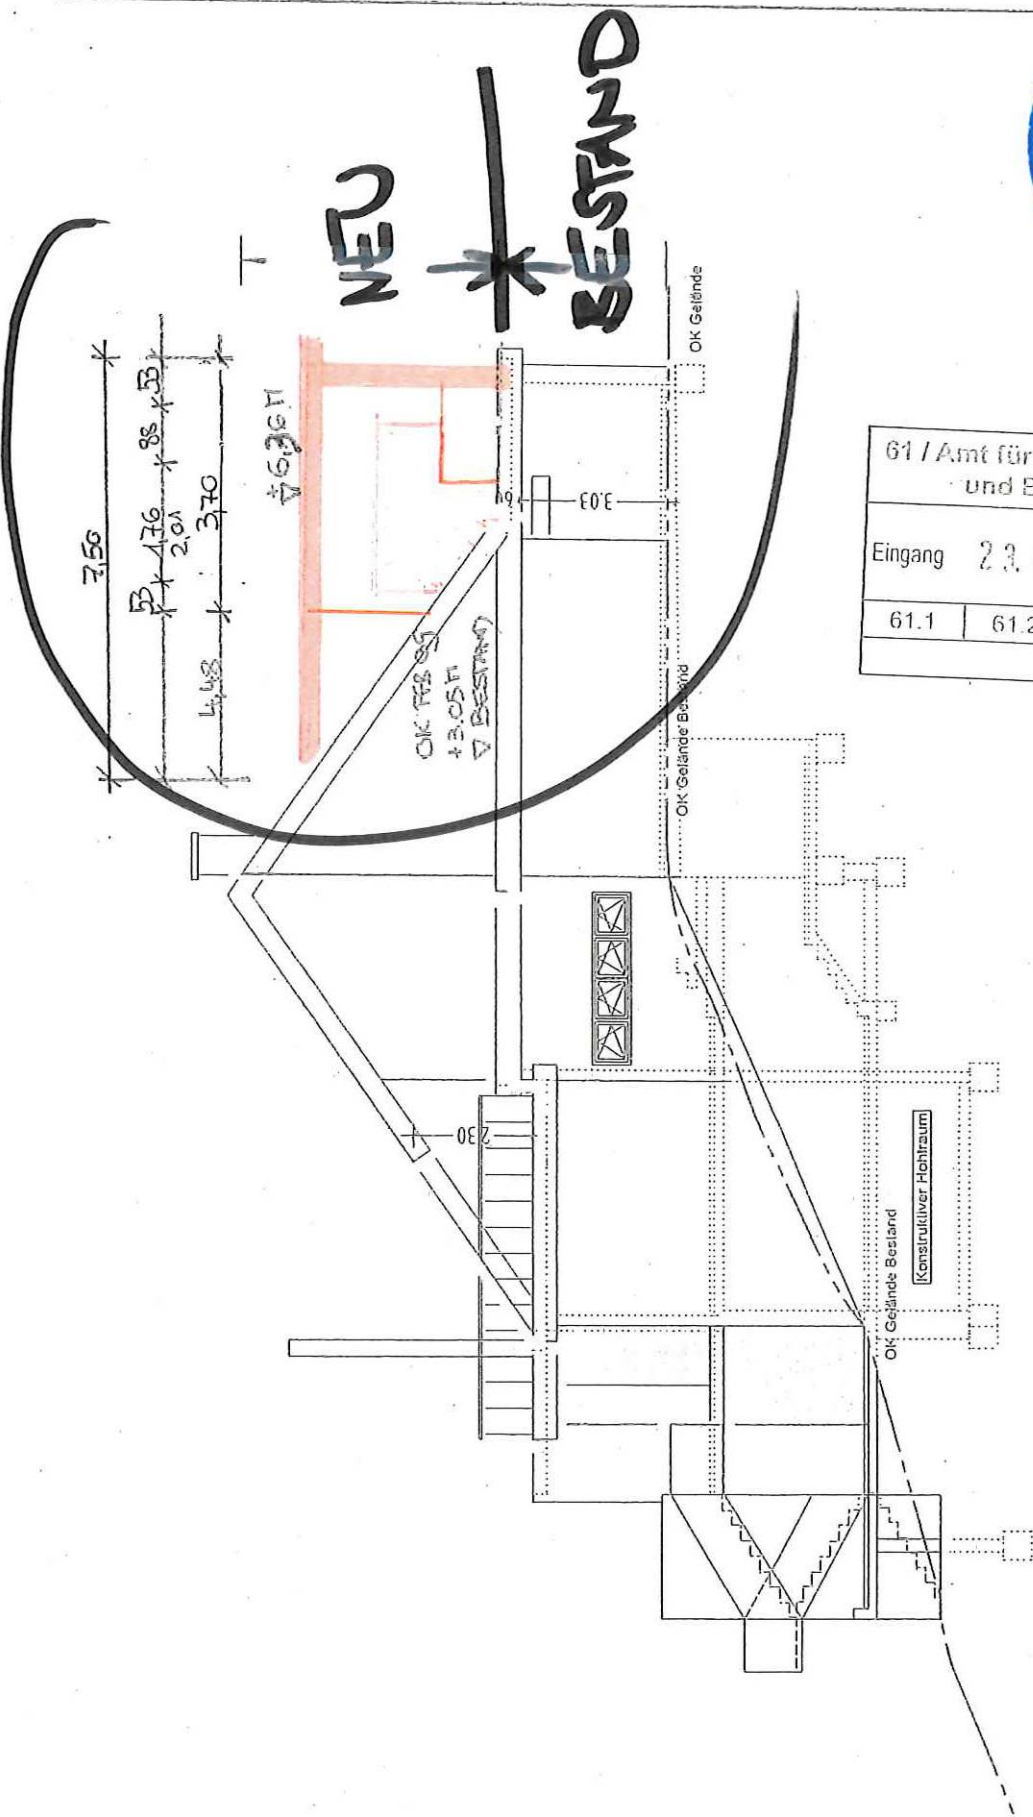 NEU
BESTAND
7,50
53 1,76 88 53
2,01
4,48 3,70
+6,36 M
OK FFB OG
+3.05 M
BESTAND
3.03
2.30
OK Gelände
OK Gelände Bestand
OK Gelände Bestand
Konstruktiver Hohlraum
61 / Amt für
und B
Eingang 23.
61.1 61.2